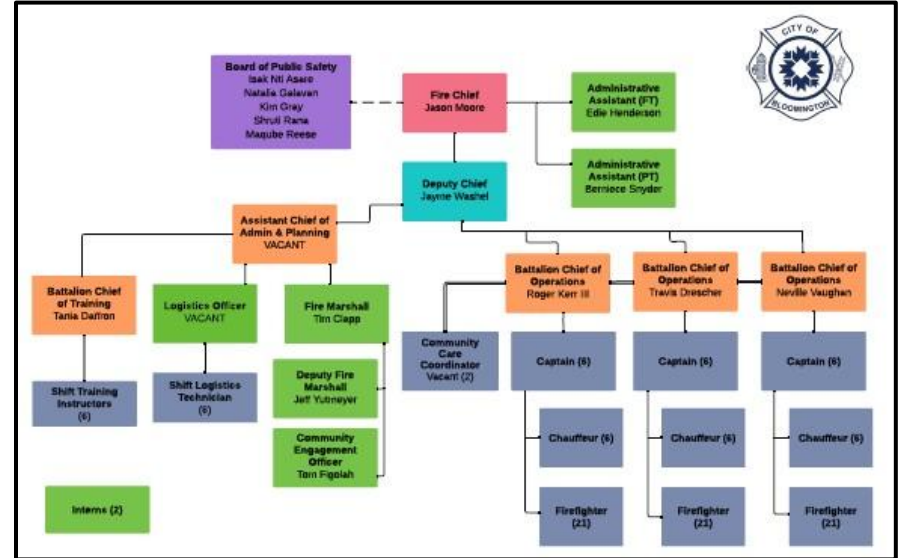 CITY OF
BLOOMINGTON
Board of Public Safety
Isak Nti Asare
Natalia Galavan
Kim Gray
Shruti Rana
Maqube Reese
Fire Chief
Jason Moore
Administrative
Assistant (FT)
Edie Henderson
Administrative
Assistant (PT)
Berniece Snyder
Deputy Chief
Jayme Washel
Assistant Chief of
Admin & Planning
VACANT
Battalion Chief
of Training
Tania Daffron
Logistics Officer
VACANT
Fire Marshall
Tim Clapp
Battalion Chief of
Operations
Roger Kerr III
Battalion Chief of
Operations
Travis Drescher
Battalion Chief of
Operations
Neville Vaughan
Shift Training
Instructors
(6)
Shift Logistics
Technician
(6)
Deputy Fire
Marshall
Jeff Yutmeyer
Community
Engagement
Officer
Tom Figolah
Community
Care
Coordinator
Vacant (2)
Captain (6)
Captain (6)
Captain (6)
Chauffeur (6)
Chauffeur (6)
Chauffeur (6)
Firefighter
(21)
Firefighter
(21)
Firefighter
(21)
Interns (2)